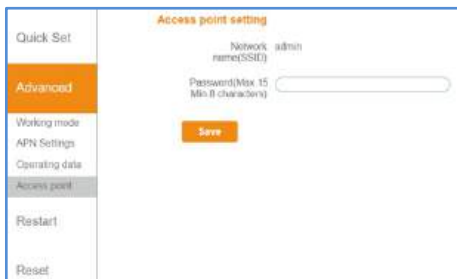 Quick Set
Advanced
Working mode
APN Settings
Operating data
Access point
Restart
Reset
Access point setting
Network name(SSID)
admin
Password(Max 15
Min 8 characters)
Save